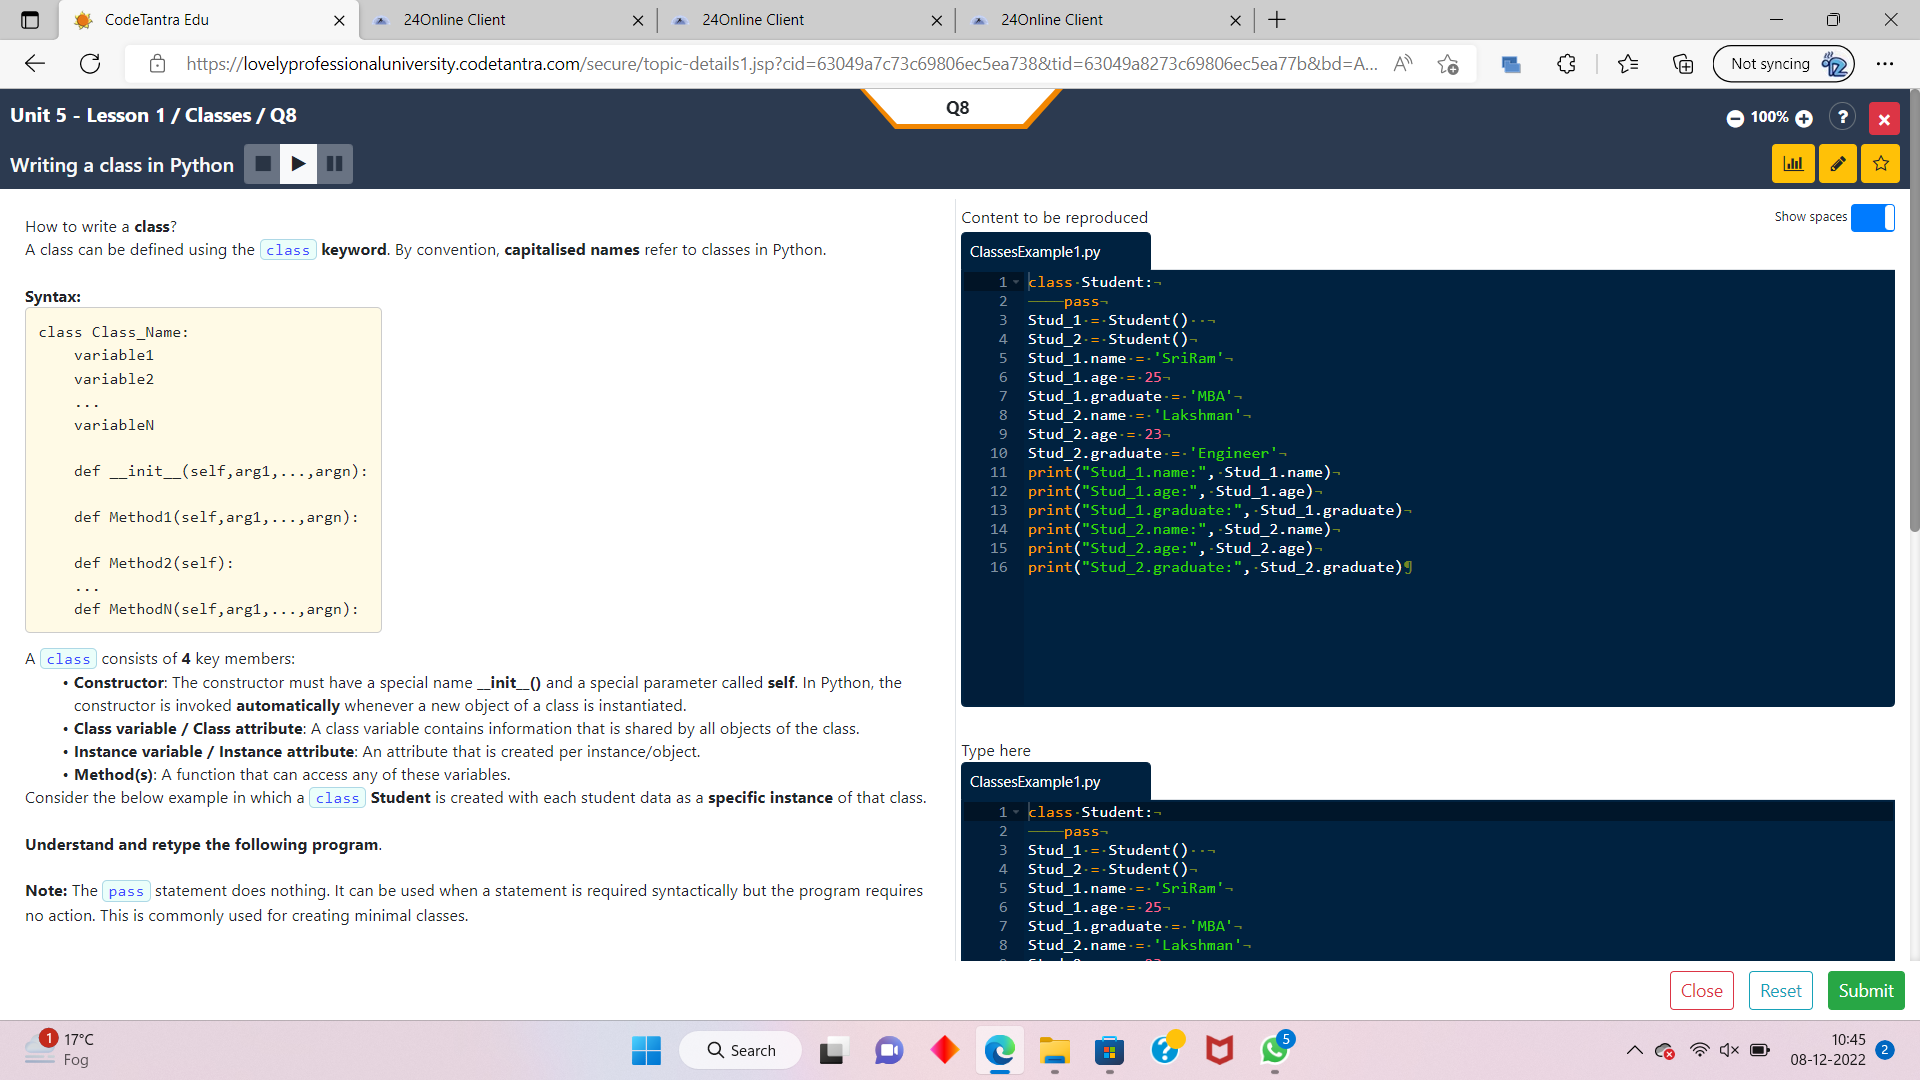 CodeTantra Edu
24Online Client
24Online Client
24Online Client
https://lovelyprofessionaluniversity.codetantra.com/secure/topic-details1.jsp?cid=63049a7c73c69806ec5ea738&tid=63049a8273c69806ec5ea77b&bd=A...
Not syncing
Unit 5 - Lesson 1 / Classes / Q8
Q8
100%
?
Writing a class in Python
How to write a class?
A class can be defined using the class keyword. By convention, capitalised names refer to classes in Python.
Syntax:
class Class_Name:
variable1
variable2
...
variableN
def __init__(self,arg1,...,argn):
def Method1(self,arg1,...,argn):
def Method2(self):
...
def MethodN(self,arg1,...,argn):
A class consists of 4 key members:
• Constructor: The constructor must have a special name __init__() and a special parameter called self. In Python, the
constructor is invoked automatically whenever a new object of a class is instantiated.
• Class variable / Class attribute: A class variable contains information that is shared by all objects of the class.
• Instance variable / Instance attribute: An attribute that is created per instance/object.
• Method(s): A function that can access any of these variables.
Consider the below example in which a class Student is created with each student data as a specific instance of that class.
Understand and retype the following program.
Note: The pass statement does nothing. It can be used when a statement is required syntactically but the program requires
no action. This is commonly used for creating minimal classes.
Content to be reproduced
Show spaces
ClassesExample1.py
1 class·Student:¬
2 ————pass¬
3 Stud_1·=·Student()··¬
4 Stud_2·=·Student()¬
5 Stud_1.name·=·'SriRam'¬
6 Stud_1.age·=·25¬
7 Stud_1.graduate·=·'MBA'¬
8 Stud_2.name·=·'Lakshman'¬
9 Stud_2.age·=·23¬
10 Stud_2.graduate·=·'Engineer'¬
11 print("Stud_1.name:",·Stud_1.name)¬
12 print("Stud_1.age:",·Stud_1.age)¬
13 print("Stud_1.graduate:",·Stud_1.graduate)¬
14 print("Stud_2.name:",·Stud_2.name)¬
15 print("Stud_2.age:",·Stud_2.age)¬
16 print("Stud_2.graduate:",·Stud_2.graduate)¶
Type here
ClassesExample1.py
1 class·Student:¬
2 ————pass¬
3 Stud_1·=·Student()··¬
4 Stud_2·=·Student()¬
5 Stud_1.name·=·'SriRam'¬
6 Stud_1.age·=·25¬
7 Stud_1.graduate·=·'MBA'¬
8 Stud_2.name·=·'Lakshman'¬
Close
Reset
Submit
1
17°C
Fog
Search
5
10:45
08-12-2022
2